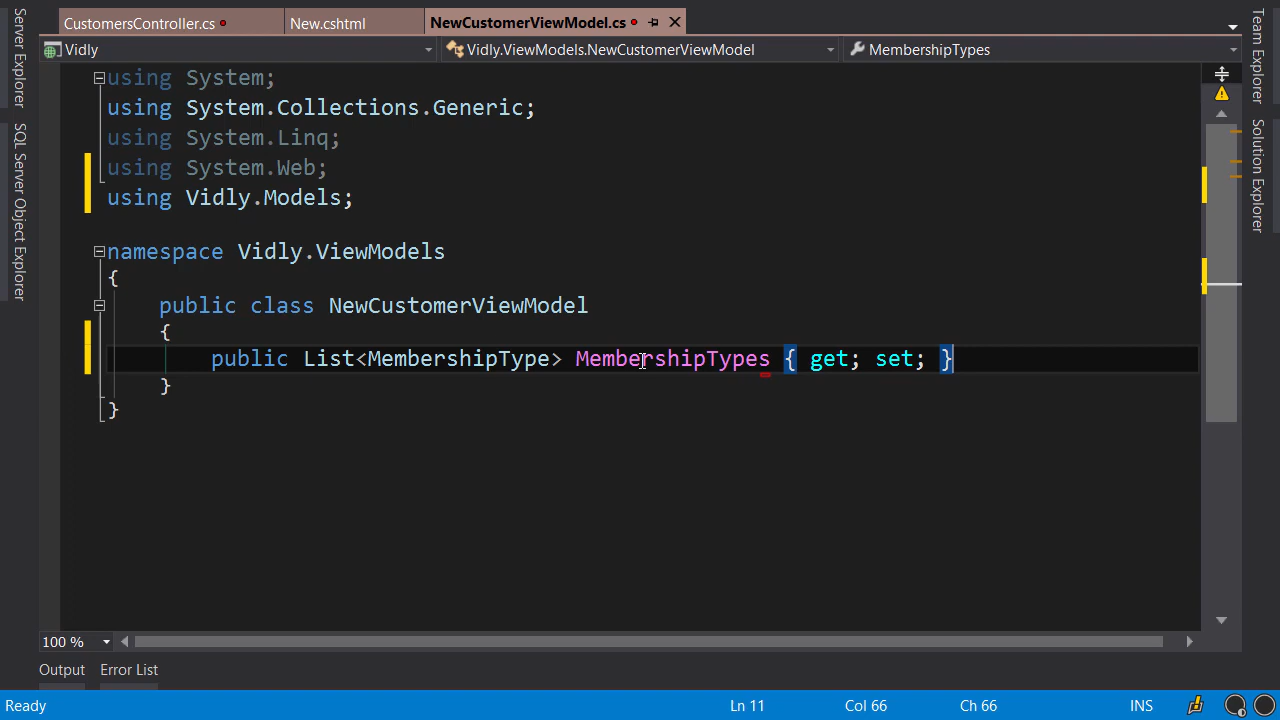 CustomersController.cs
New.cshtml
NewCustomerViewModel.cs
Vidly
Vidly.ViewModels.NewCustomerViewModel
MembershipTypes
Server Explorer
SQL Server Object Explorer
using System;
using System.Collections.Generic;
using System.Linq;
using System.Web;
using Vidly.Models;
namespace Vidly.ViewModels
{
public class NewCustomerViewModel
{
public List<MembershipType> MembershipTypes { get; set; }
}
}
Team Explorer
Solution Explorer
100 %
Output
Error List
Ready
Ln 11
Col 66
Ch 66
INS